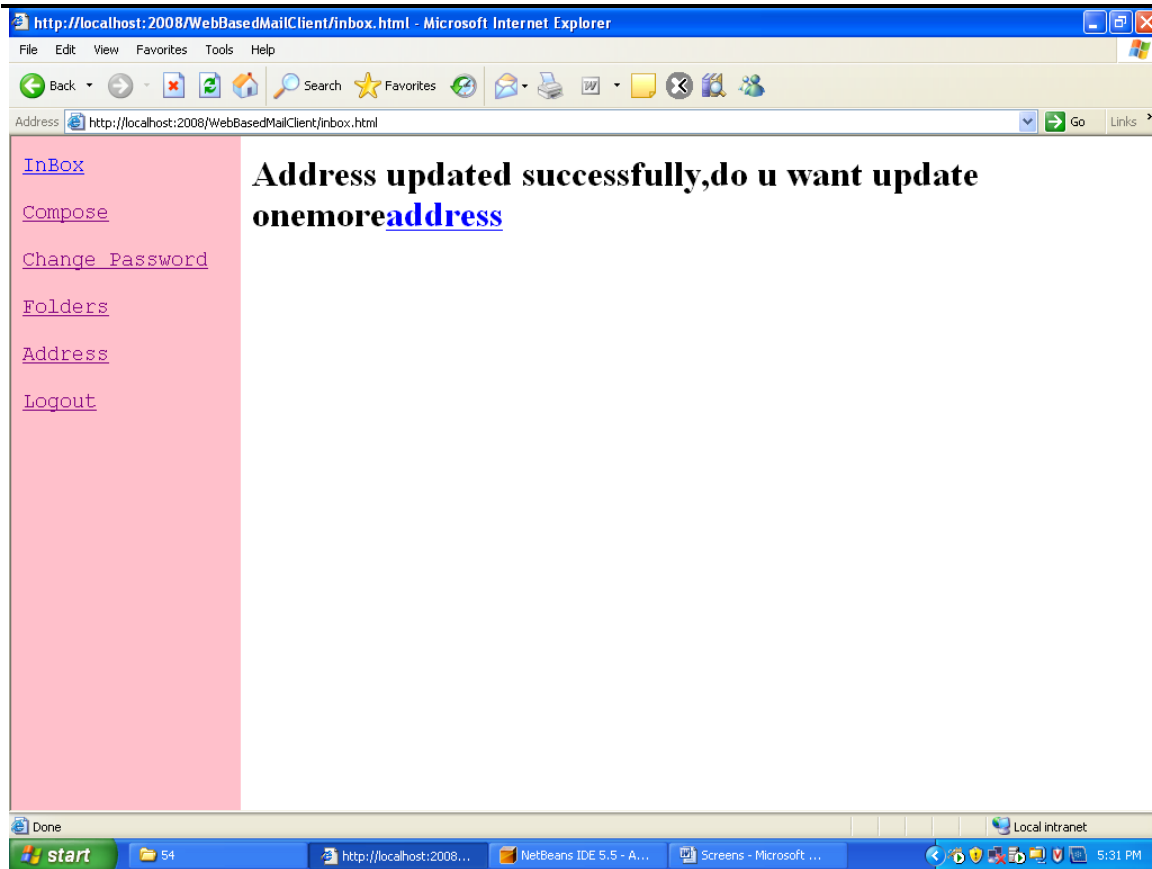 http://localhost:2008/WebBasedMailClient/inbox.html - Microsoft Internet Explorer
File Edit View Favorites Tools Help
Back Search Favorites
Address http://localhost:2008/WebBasedMailClient/inbox.html Go Links
InBox
Compose
Change Password
Folders
Address
Logout
Address updated successfully,do u want update
onemoreaddress
Done Local intranet
start 54 http://localhost:2008... NetBeans IDE 5.5 - A... Screens - Microsoft ... 5:31 PM